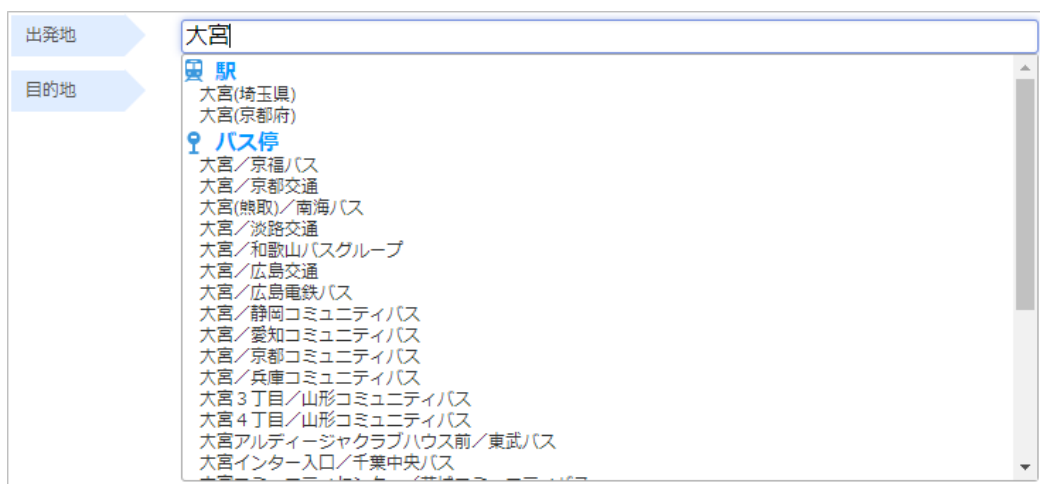 出発地
大宮
目的地
駅
大宮(埼玉県)
大宮(京都府)
バス停
大宮／京福バス
大宮／京都交通
大宮(熊取)／南海バス
大宮／淡路交通
大宮／和歌山バスグループ
大宮／広島交通
大宮／広島電鉄バス
大宮／静岡コミュニティバス
大宮／愛知コミュニティバス
大宮／京都コミュニティバス
大宮／兵庫コミュニティバス
大宮３丁目／山形コミュニティバス
大宮４丁目／山形コミュニティバス
大宮アルディージャクラブハウス前／東武バス
大宮インター入口／千葉中央バス